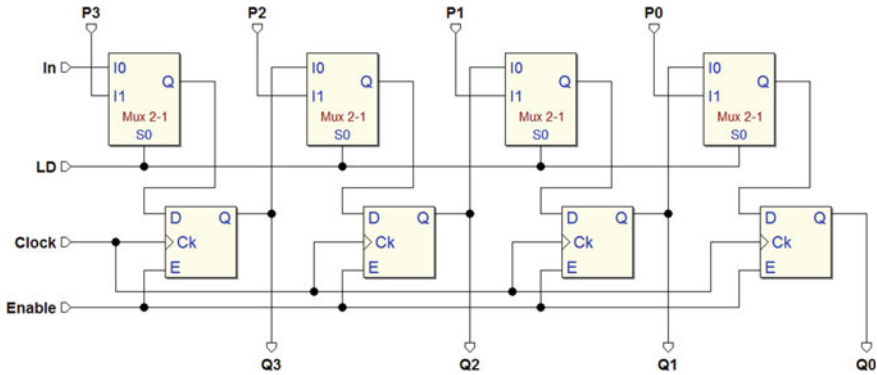 P3 P2 P1 P0
In I0 Q I0 Q I0 Q I0 Q
I1 I1 I1 I1
Mux 2-1 Mux 2-1 Mux 2-1 Mux 2-1
S0 S0 S0 S0
LD
D Q D Q D Q D Q
Clock Ck Ck Ck Ck
E E E E
Enable
Q3 Q2 Q1 Q0